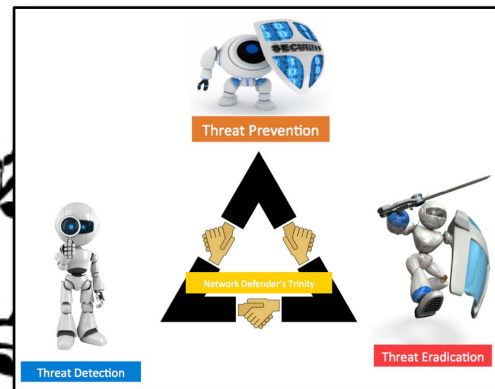 SECURITY
Threat Prevention
Network Defender's Trinity
Threat Detection
Threat Eradication